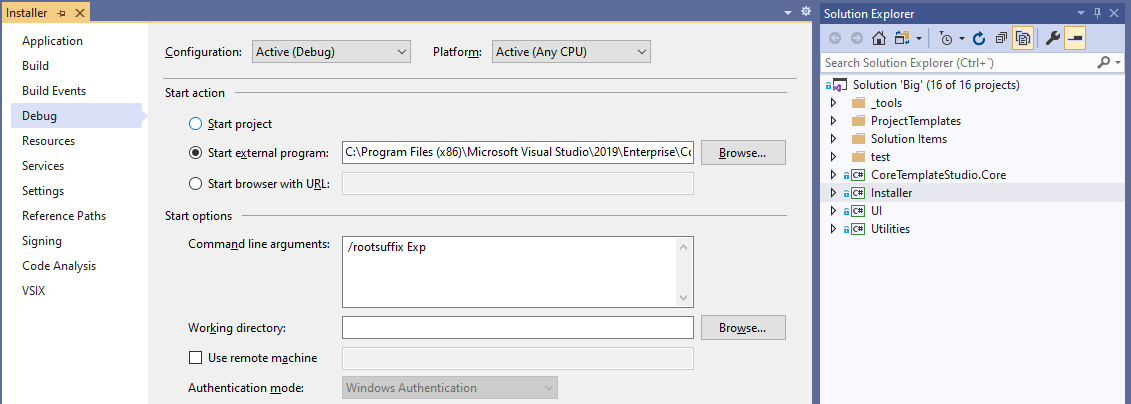 Installer
Application
Build
Build Events
Debug
Resources
Services
Settings
Reference Paths
Signing
Code Analysis
VSIX
Configuration: Active (Debug) Platform: Active (Any CPU)
Start action
Start project
Start external program: C:\Program Files (x86)\Microsoft Visual Studio\2019\Enterprise\Co Browse...
Start browser with URL:
Start options
Command line arguments: /rootsuffix Exp
Working directory: Browse...
Use remote machine
Authentication mode: Windows Authentication
Solution Explorer
Search Solution Explorer (Ctrl+¨)
Solution 'Big' (16 of 16 projects)
_tools
ProjectTemplates
Solution Items
test
C# CoreTemplateStudio.Core
C# Installer
C# UI
C# Utilities